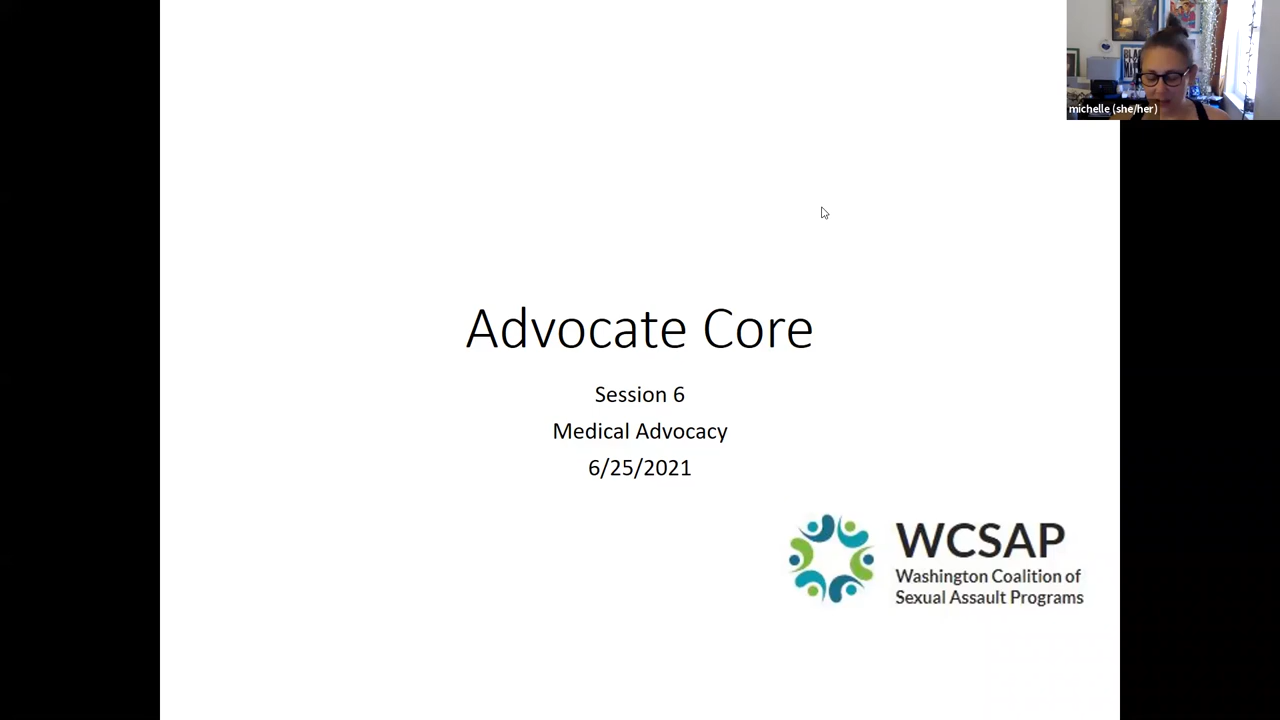 michelle (she/her)
Advocate Core
Session 6
Medical Advocacy
6/25/2021
WCSAP
Washington Coalition of
Sexual Assault Programs